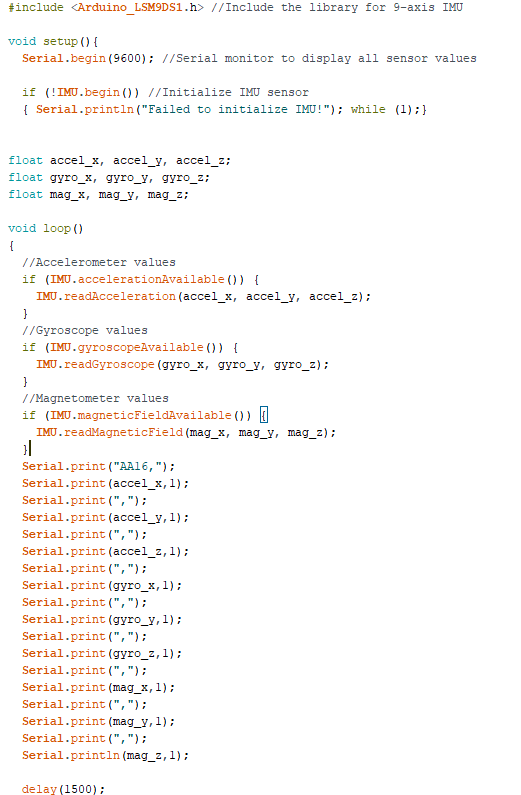 #include <Arduino_LSM9DS1.h> //Include the library for 9-axis IMU
void setup(){
Serial.begin(9600); //Serial monitor to display all sensor values
if (!IMU.begin()) //Initialize IMU sensor
{ Serial.println("Failed to initialize IMU!"); while (1);}
float accel_x, accel_y, accel_z;
float gyro_x, gyro_y, gyro_z;
float mag_x, mag_y, mag_z;
void loop()
{
//Accelerometer values
if (IMU.accelerationAvailable()) {
IMU.readAcceleration(accel_x, accel_y, accel_z);
}
//Gyroscope values
if (IMU.gyroscopeAvailable()) {
IMU.readGyroscope(gyro_x, gyro_y, gyro_z);
}
//Magnetometer values
if (IMU.magneticFieldAvailable()) {
IMU.readMagneticField(mag_x, mag_y, mag_z);
}
Serial.print("AA16,");
Serial.print(accel_x,1);
Serial.print(",");
Serial.print(accel_y,1);
Serial.print(",");
Serial.print(accel_z,1);
Serial.print(",");
Serial.print(gyro_x,1);
Serial.print(",");
Serial.print(gyro_y,1);
Serial.print(",");
Serial.print(gyro_z,1);
Serial.print(",");
Serial.print(mag_x,1);
Serial.print(",");
Serial.print(mag_y,1);
Serial.print(",");
Serial.println(mag_z,1);
delay(1500);